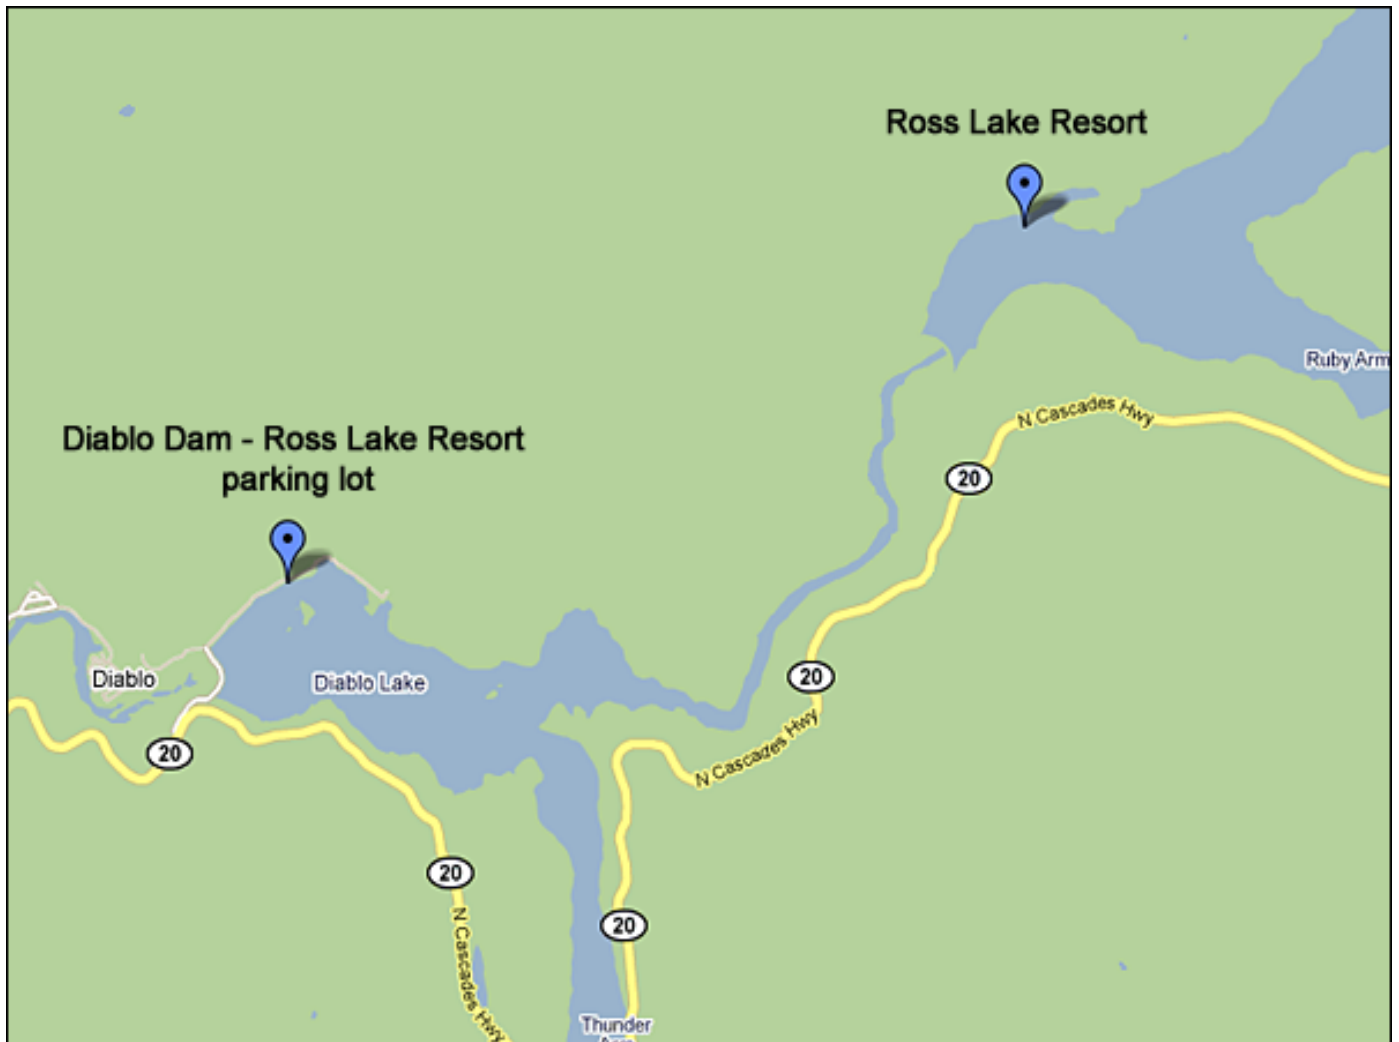 Ross Lake Resort
Ruby Arm
N Cascades Hwy
Diablo Dam - Ross Lake Resort
parking lot
20
Diablo
Diablo Lake
20
20
N Cascades Hwy
20
20
N Cascades Hwy
Thunder